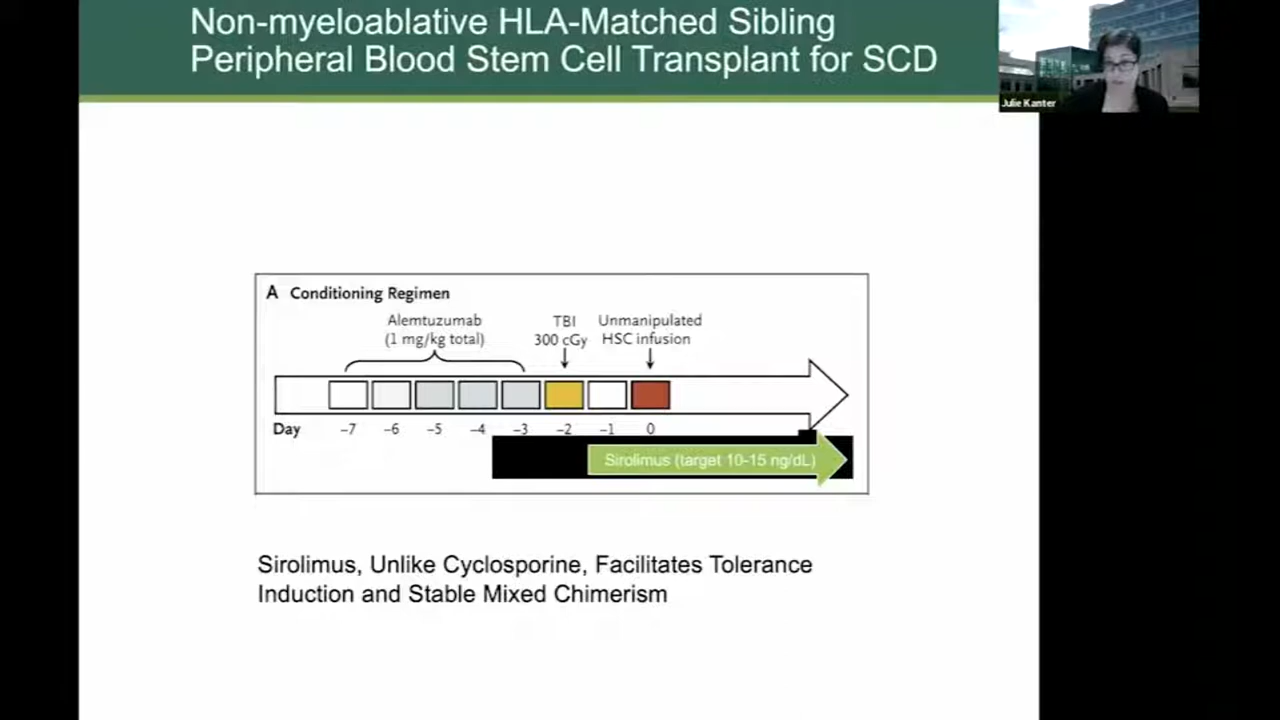 Non-myeloablative HLA-Matched Sibling
Peripheral Blood Stem Cell Transplant for SCD
Julie Kanter
A Conditioning Regimen
Alemtuzumab
(1 mg/kg total)
TBI
300 cGy
Unmanipulated
HSC infusion
Day -7 -6 -5 -4 -3 -2 -1 0
Sirolimus (target 10-15 ng/dL)
Sirolimus, Unlike Cyclosporine, Facilitates Tolerance
Induction and Stable Mixed Chimerism